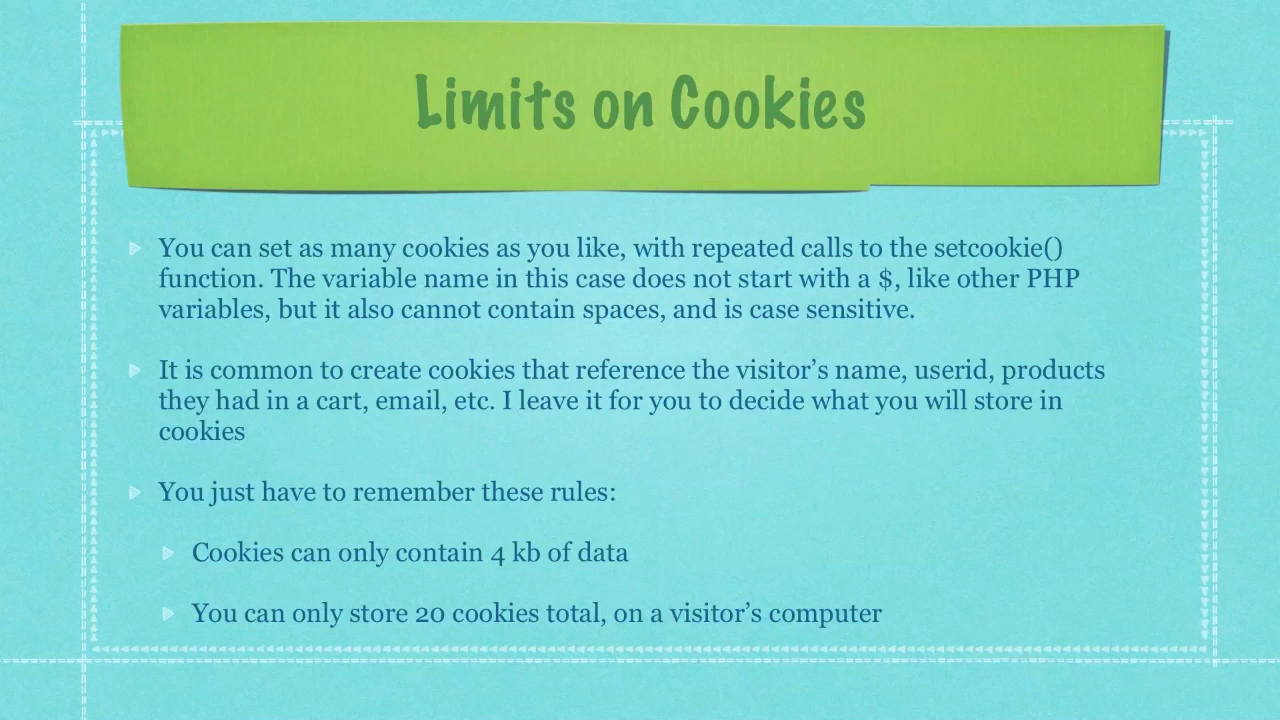 Limits on Cookies
You can set as many cookies as you like, with repeated calls to the setcookie()
function. The variable name in this case does not start with a $, like other PHP
variables, but it also cannot contain spaces, and is case sensitive.
It is common to create cookies that reference the visitor’s name, userid, products
they had in a cart, email, etc. I leave it for you to decide what you will store in
cookies
You just have to remember these rules:
Cookies can only contain 4 kb of data
You can only store 20 cookies total, on a visitor’s computer